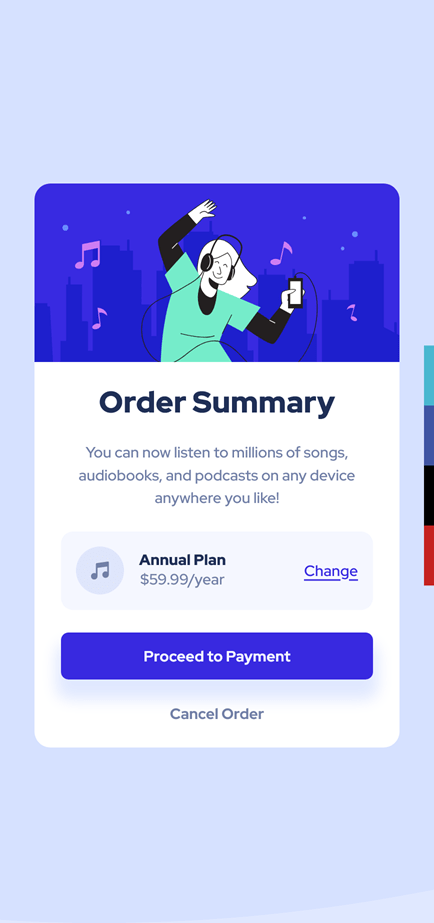 Order Summary
You can now listen to millions of songs,
audiobooks, and podcasts on any device
anywhere you like!
Annual Plan
$59.99/year
Change
Proceed to Payment
Cancel Order